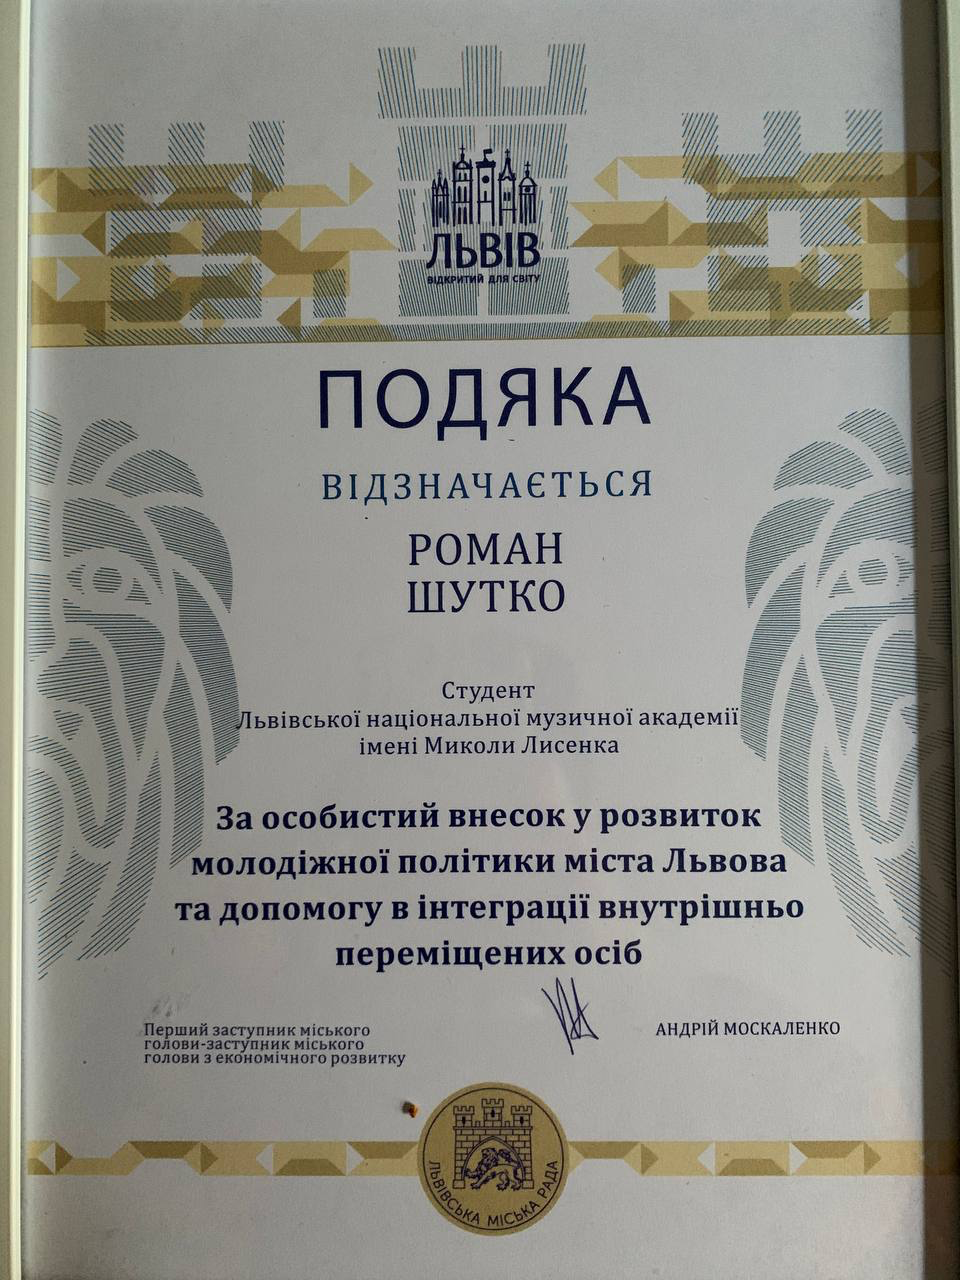 ЛЬВІВ
ВІДКРИТИЙ ДЛЯ СВІТУ
ПОДЯКА
ВІДЗНАЧАЄТЬСЯ
РОМАН
ШУТКО
Студент
Львівської національної музичної академії
імені Миколи Лисенка
За особистий внесок у розвиток
молодіжної політики міста Львова
та допомогу в інтеграції внутрішньо
переміщених осіб
Перший заступник міського
голови-заступник міського
голови з економічного розвитку
АНДРІЙ МОСКАЛЕНКО
ЛЬВІВСЬКА МІСЬКА РАДА